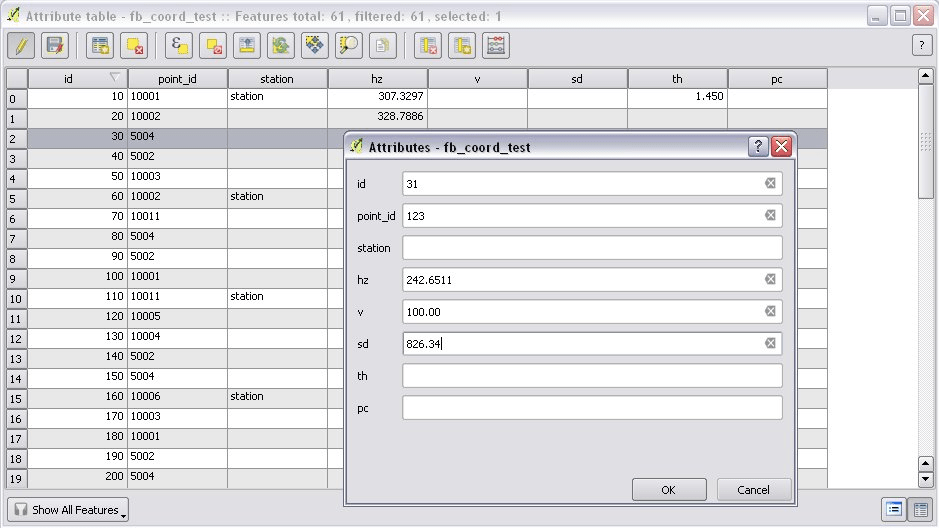 Attribute table - fb_coord_test :: Features total: 61, filtered: 61, selected: 1
?
id point_id station hz v sd th pc
0 10 10001 station 307.3297 1.450
1 20 10002 328.7886
2 30 5004
3 40 5002
4 50 10003
5 60 10002 station
6 70 10011
7 80 5004
8 90 5002
9 100 10001
10 110 10011 station
11 120 10005
12 130 10004
13 140 5002
14 150 5004
15 160 10006 station
16 170 10003
17 180 10001
18 190 5002
19 200 5004
Attributes - fb_coord_test ?
id 31
point_id 123
station
hz 242.6511
v 100.00
sd 826.34
th
pc
OK Cancel
Show All Features